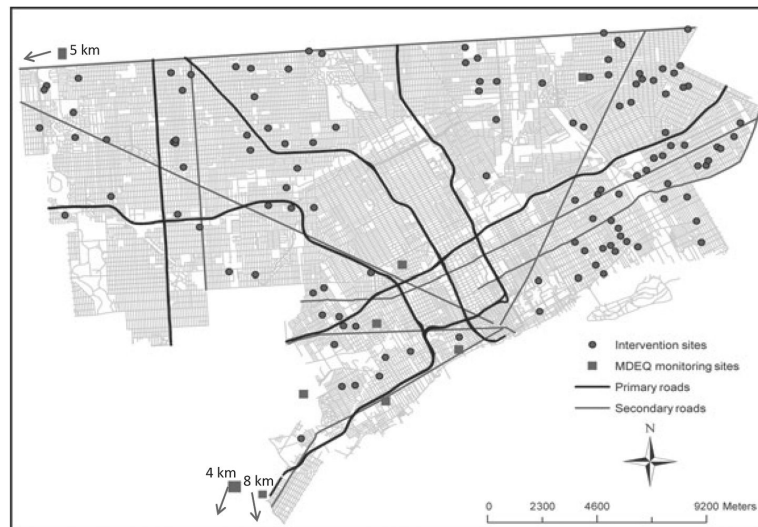 5 km
Intervention sites
MDEQ monitoring sites
Primary roads
Secondary roads
N
4 km
8 km
0 2300 4600 9200 Meters